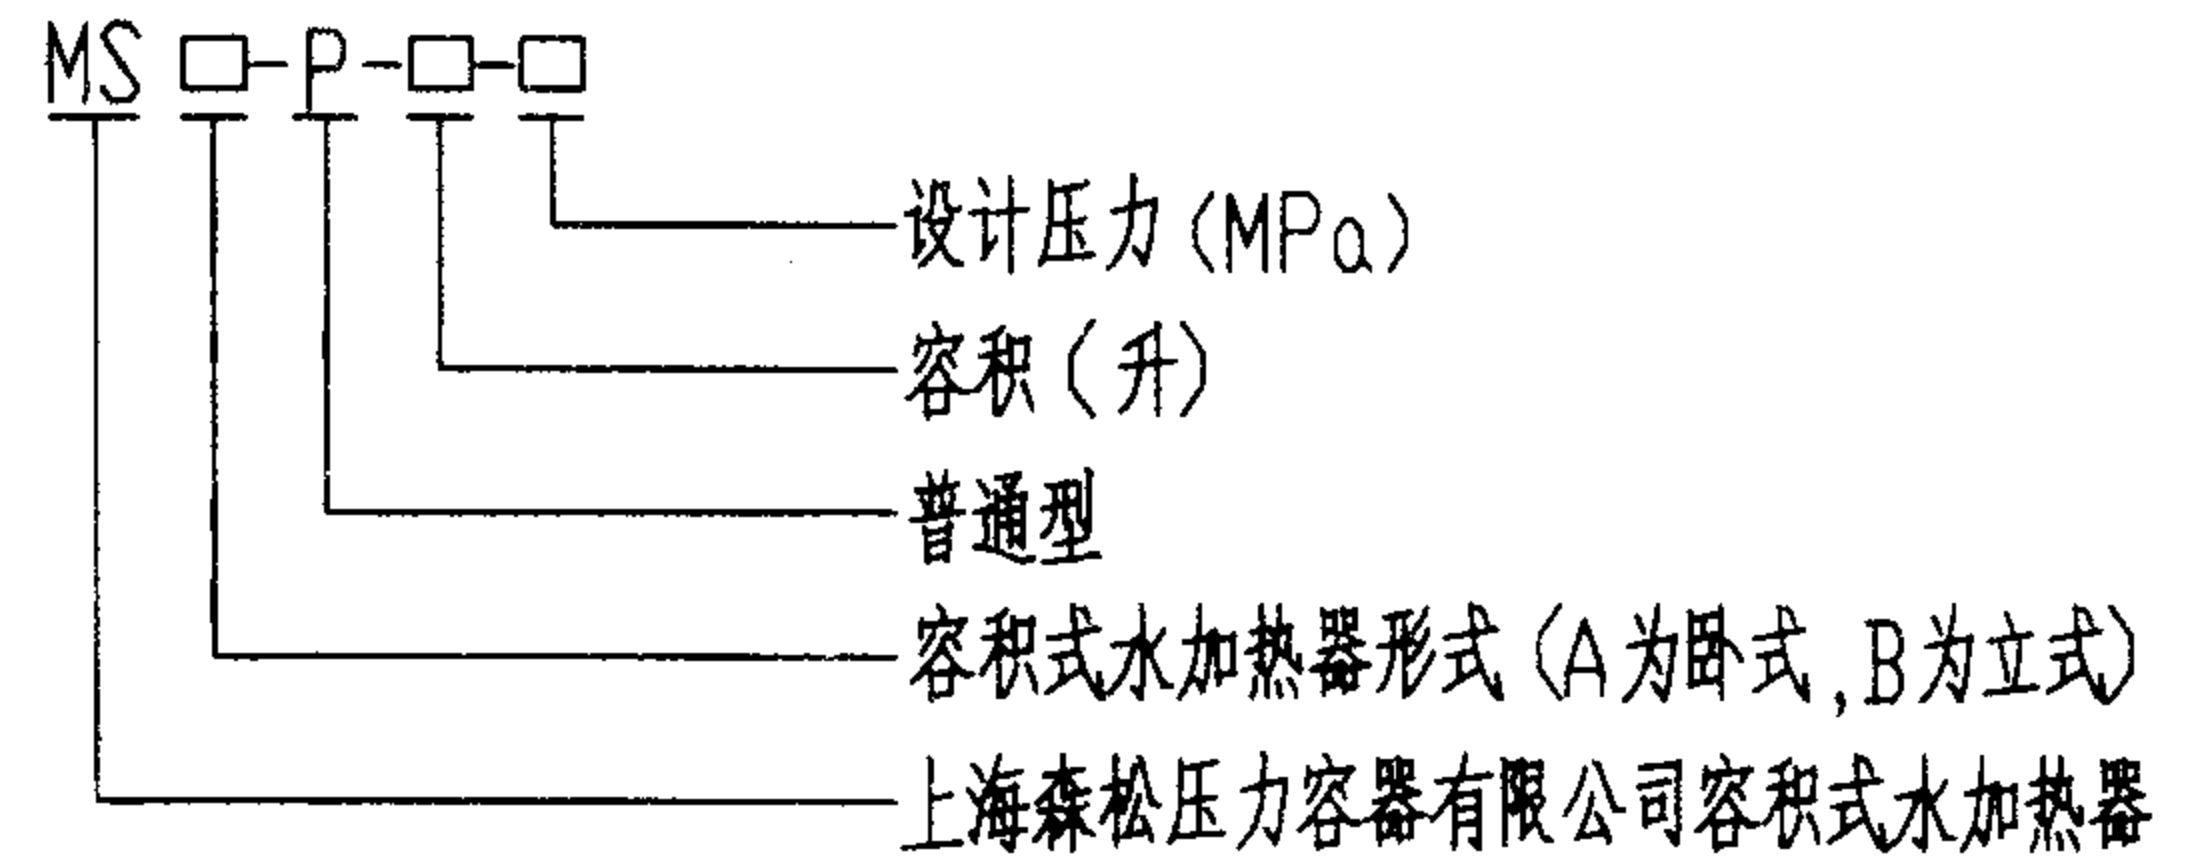 MS □-P-□-□
设计压力(MPa)
容积(升)
普通型
容积式水加热器形式(A为卧式,B为立式)
上海森松压力容器有限公司容积式水加热器